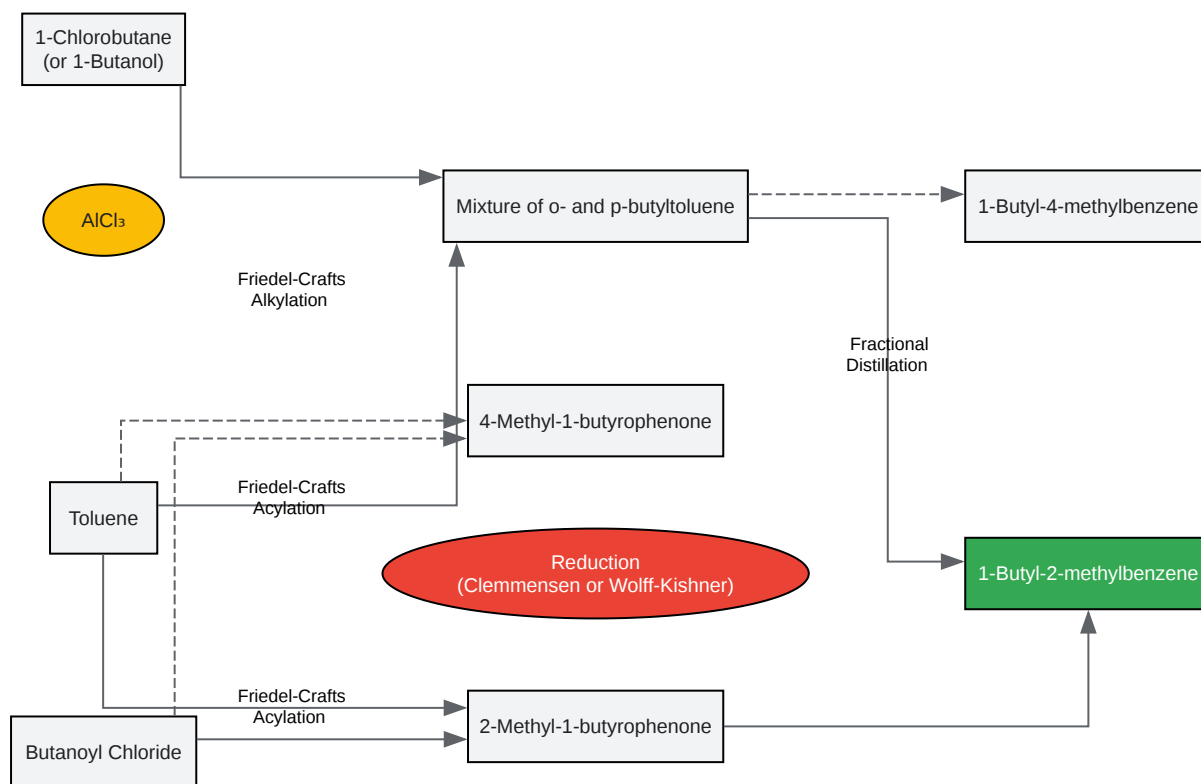 1-Chlorobutane
(or 1-Butanol)
AlCl₃
Mixture of o- and p-butyltoluene
1-Butyl-4-methylbenzene
Friedel-Crafts
Alkylation
Fractional
Distillation
4-Methyl-1-butyrophenone
Toluene
Friedel-Crafts
Acylation
Reduction
(Clemmensen or Wolff-Kishner)
1-Butyl-2-methylbenzene
Friedel-Crafts
Acylation
2-Methyl-1-butyrophenone
Butanoyl Chloride